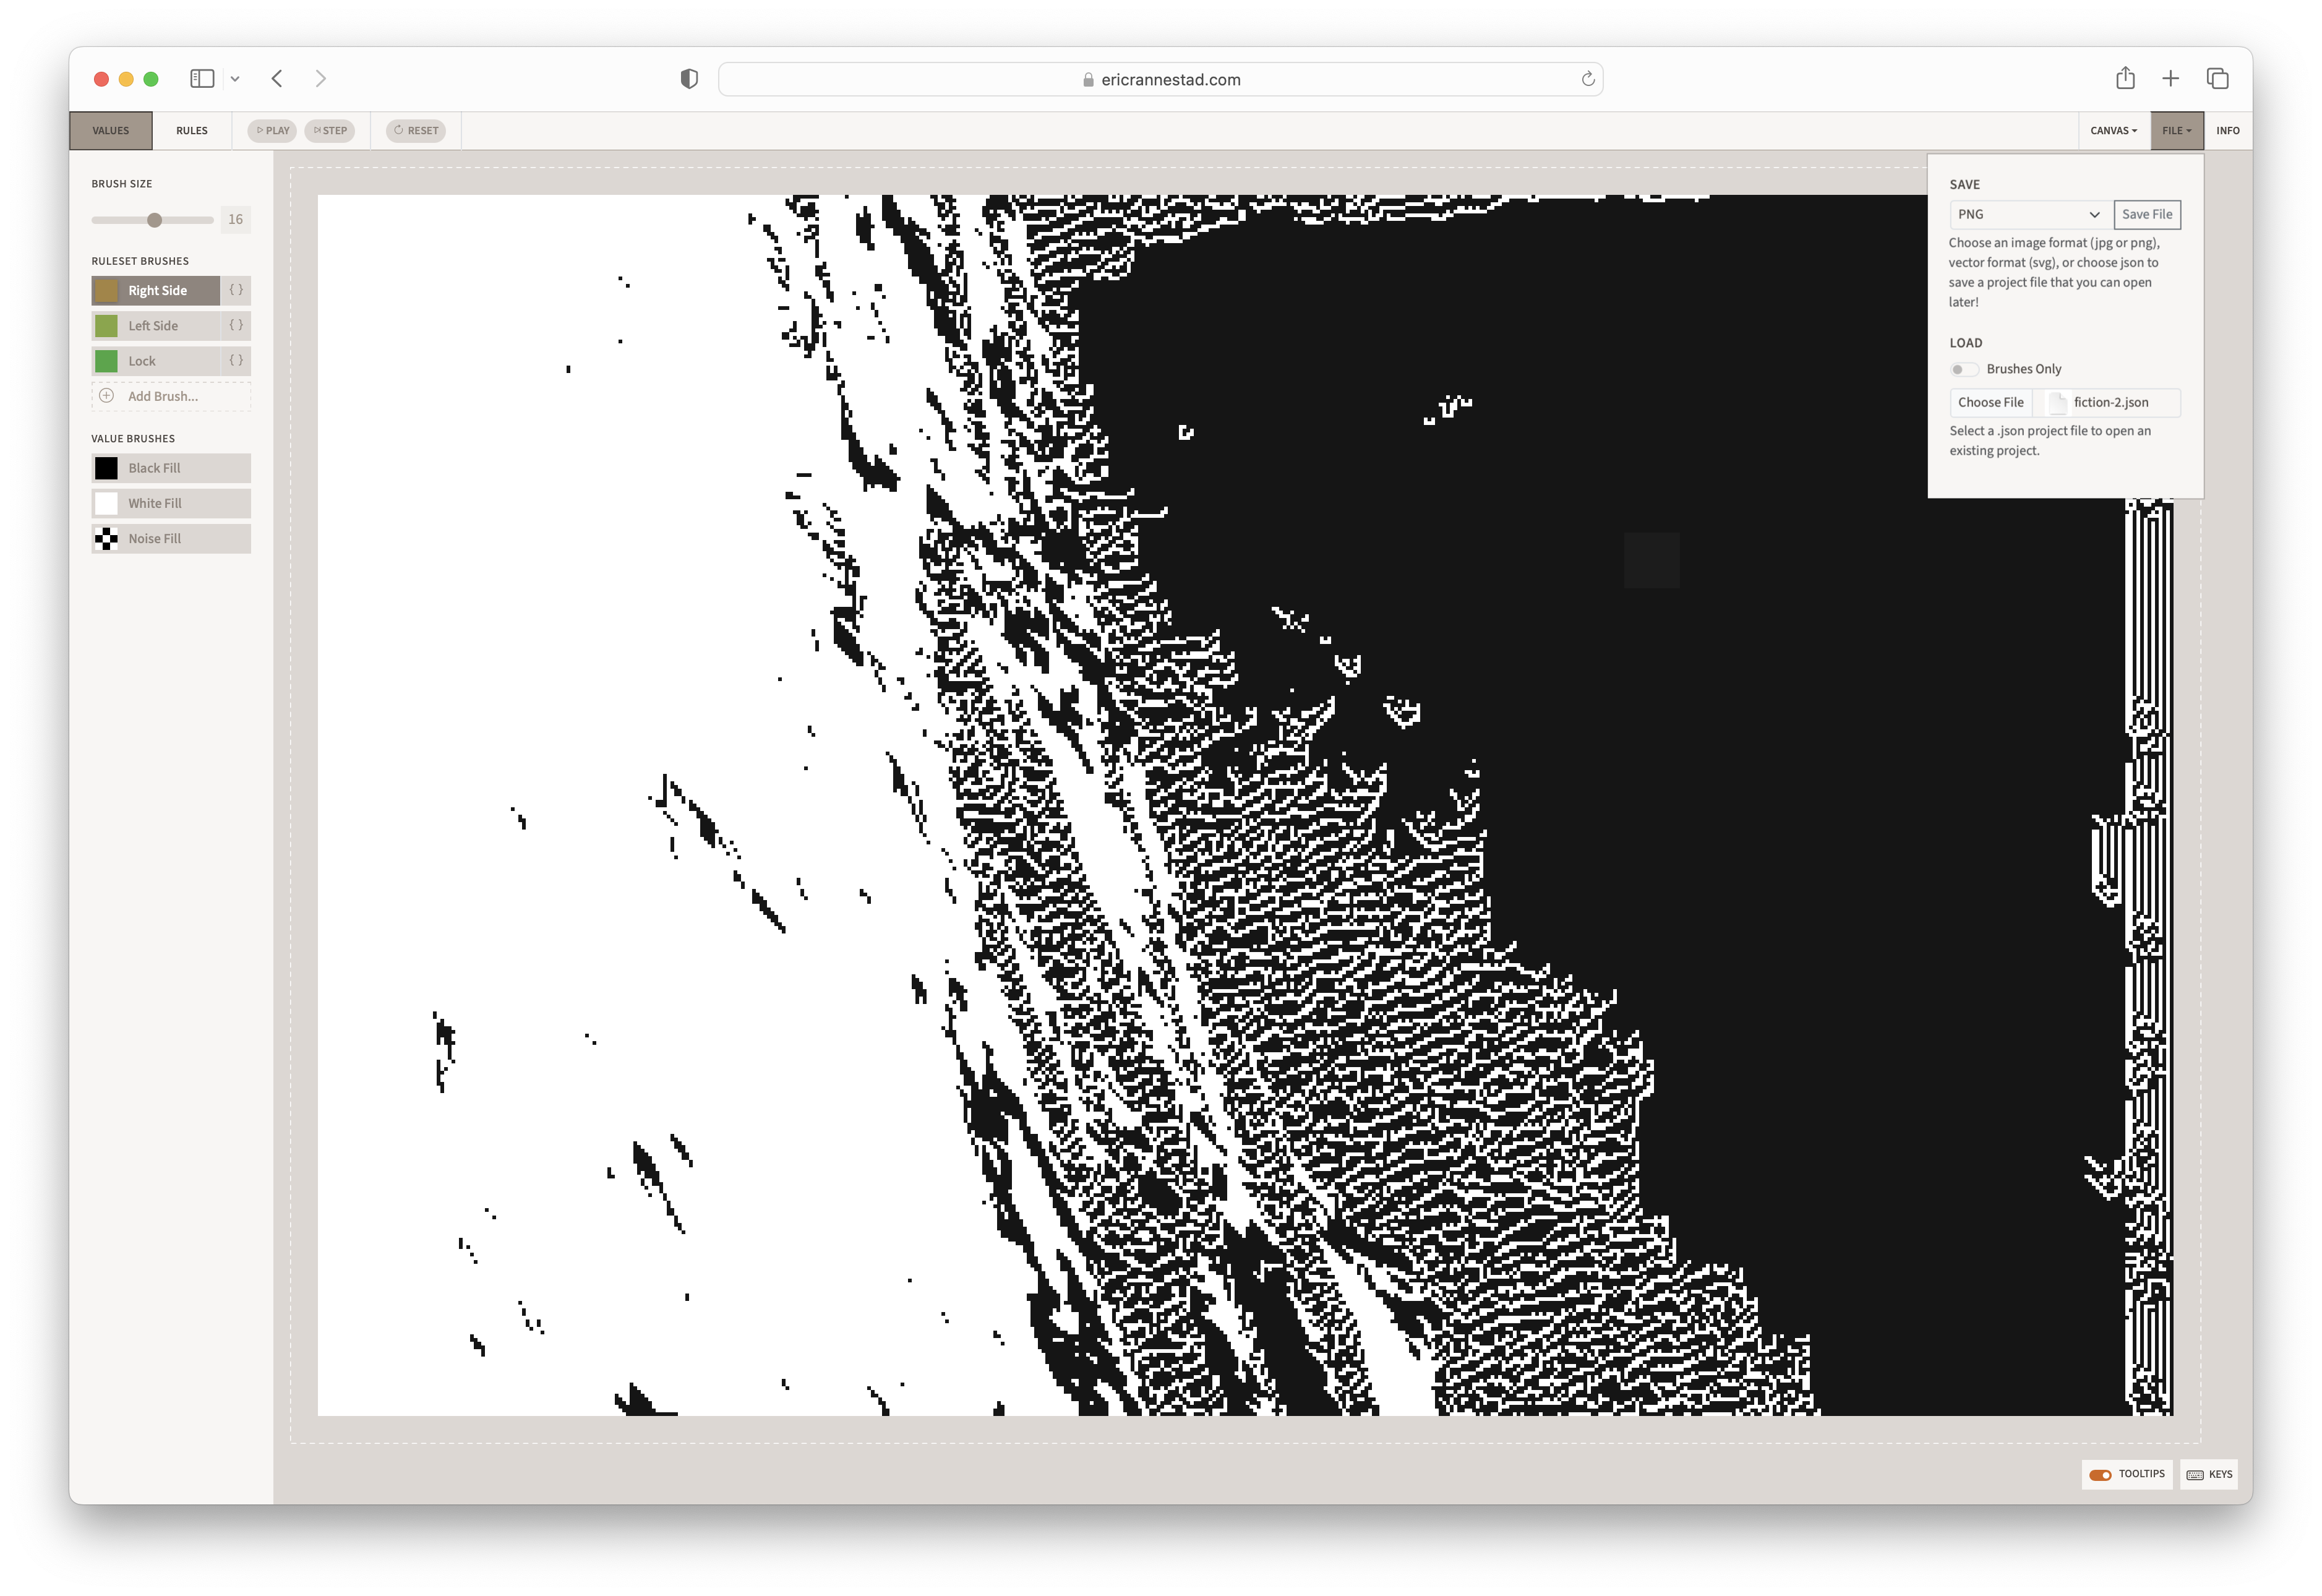 ericrannestad.com
VALUES RULES PLAY STEP RESET CANVAS FILE INFO
BRUSH SIZE
16
RULESET BRUSHES
Right Side { }
Left Side { }
Lock { }
Add Brush...
VALUE BRUSHES
Black Fill
White Fill
Noise Fill
SAVE
PNG Save File
Choose an image format (jpg or png),
vector format (svg), or choose json to
save a project file that you can open
later!
LOAD
Brushes Only
Choose File fiction-2.json
Select a .json project file to open an
existing project.
TOOLTIPS KEYS